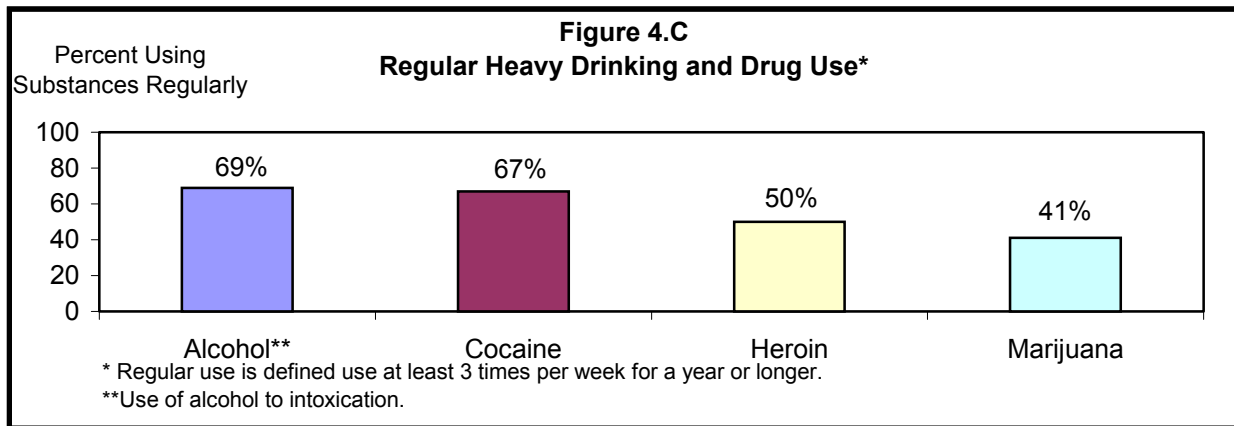 Figure 4.C
Regular Heavy Drinking and Drug Use*
Percent Using
Substances Regularly
100
80
60
40
20
0
69%
67%
50%
41%
Alcohol**
Cocaine
Heroin
Marijuana
* Regular use is defined use at least 3 times per week for a year or longer.
**Use of alcohol to intoxication.